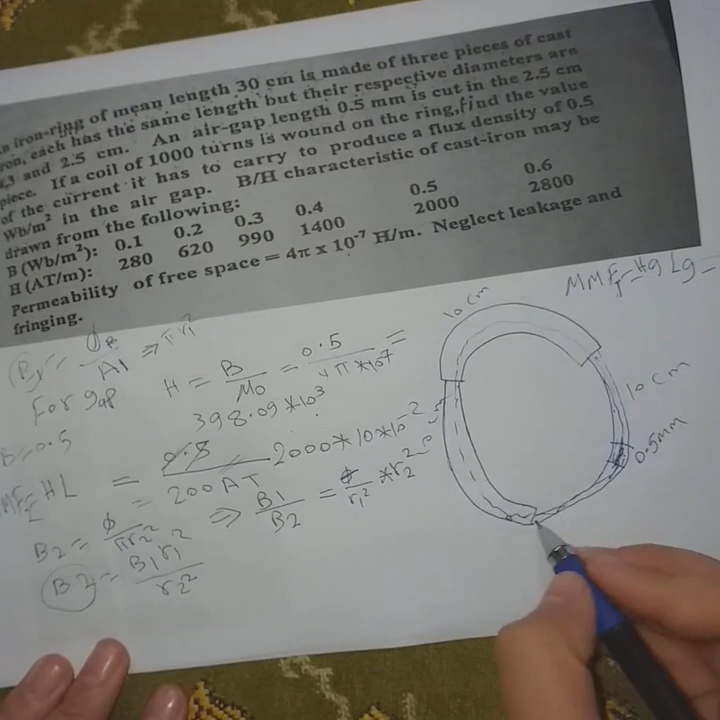 iron-ring of mean length 30 cm is made of three pieces of cast
each has the same length but their respective diameters are
3 and 2.5 cm. An air-gap length 0.5 mm is cut in the 2.5 cm
piece. If a coil of 1000 turns is wound on the ring, find the value
of the current it has to carry to produce a flux density of 0.5
Wb/m² in the air gap. B/H characteristic of cast-iron may be
drawn from the following:
B (Wb/m²): 0.1 0.2 0.3 0.4 0.5 0.6
H (AT/m): 280 620 990 1400 2000 2800
Permeability of free space = 4π x 10⁻⁷ H/m. Neglect leakage and
fringing.
10 cm
MMF = Hg Lg =
For gap
H = B/M0 = 0.5/4π*10⁻⁷ =
398.09*10³
10 cm
0.5mm
B=0.5
= 2000*10*10⁻²
HL = 200 AT
B2 = ϕ/πr2²
⇒ B1/B2 = ϕ/r1² * r2²
B2 = B1r1²/r2²